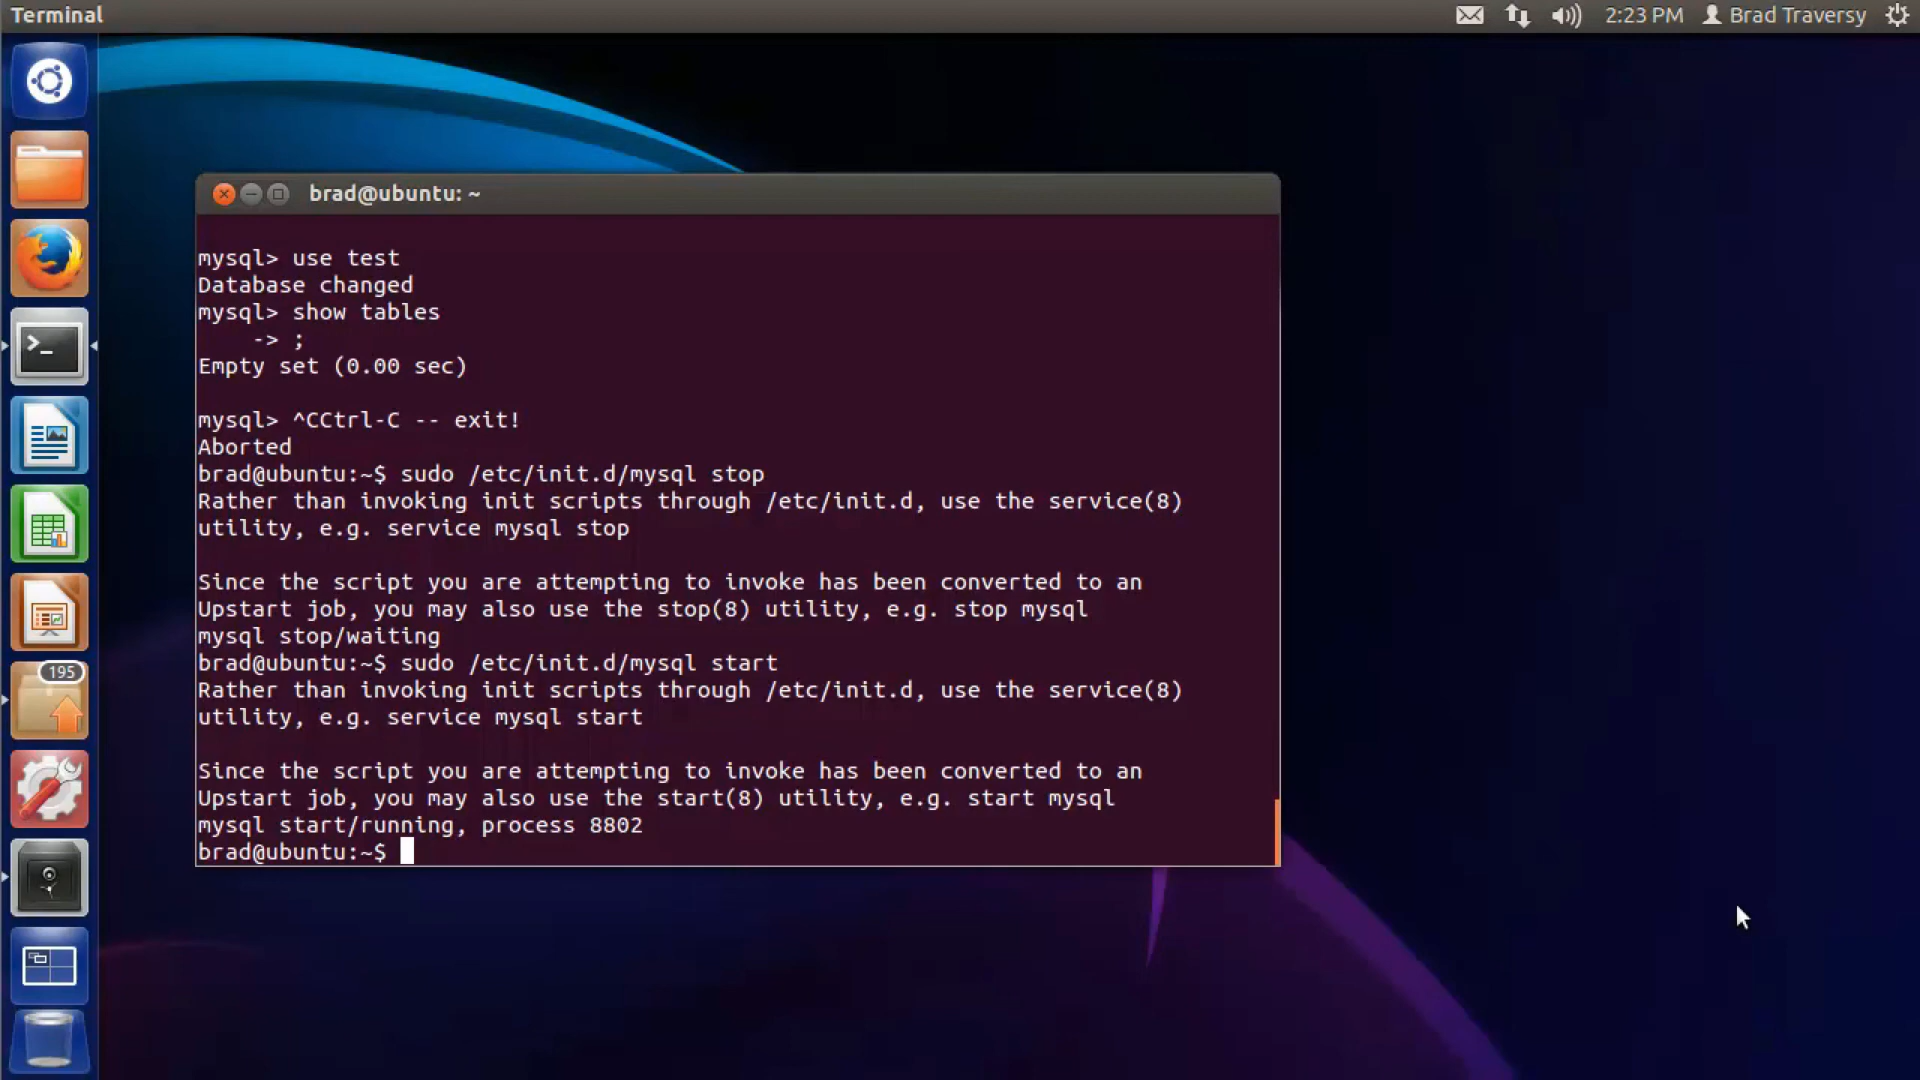 Terminal
2:23 PM
Brad Traversy
brad@ubuntu: ~
mysql> use test
Database changed
mysql> show tables
    -> ;
Empty set (0.00 sec)
mysql> ^CCtrl-C -- exit!
Aborted
brad@ubuntu:~$ sudo /etc/init.d/mysql stop
Rather than invoking init scripts through /etc/init.d, use the service(8)
utility, e.g. service mysql stop
Since the script you are attempting to invoke has been converted to an
Upstart job, you may also use the stop(8) utility, e.g. stop mysql
mysql stop/waiting
brad@ubuntu:~$ sudo /etc/init.d/mysql start
Rather than invoking init scripts through /etc/init.d, use the service(8)
utility, e.g. service mysql start
Since the script you are attempting to invoke has been converted to an
Upstart job, you may also use the start(8) utility, e.g. start mysql
mysql start/running, process 8802
brad@ubuntu:~$
>_
195